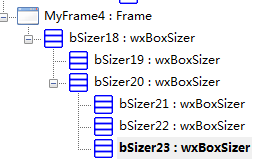 MyFrame4 : Frame
bSizer18 : wxBoxSizer
bSizer19 : wxBoxSizer
bSizer20 : wxBoxSizer
bSizer21 : wxBoxSizer
bSizer22 : wxBoxSizer
bSizer23 : wxBoxSizer